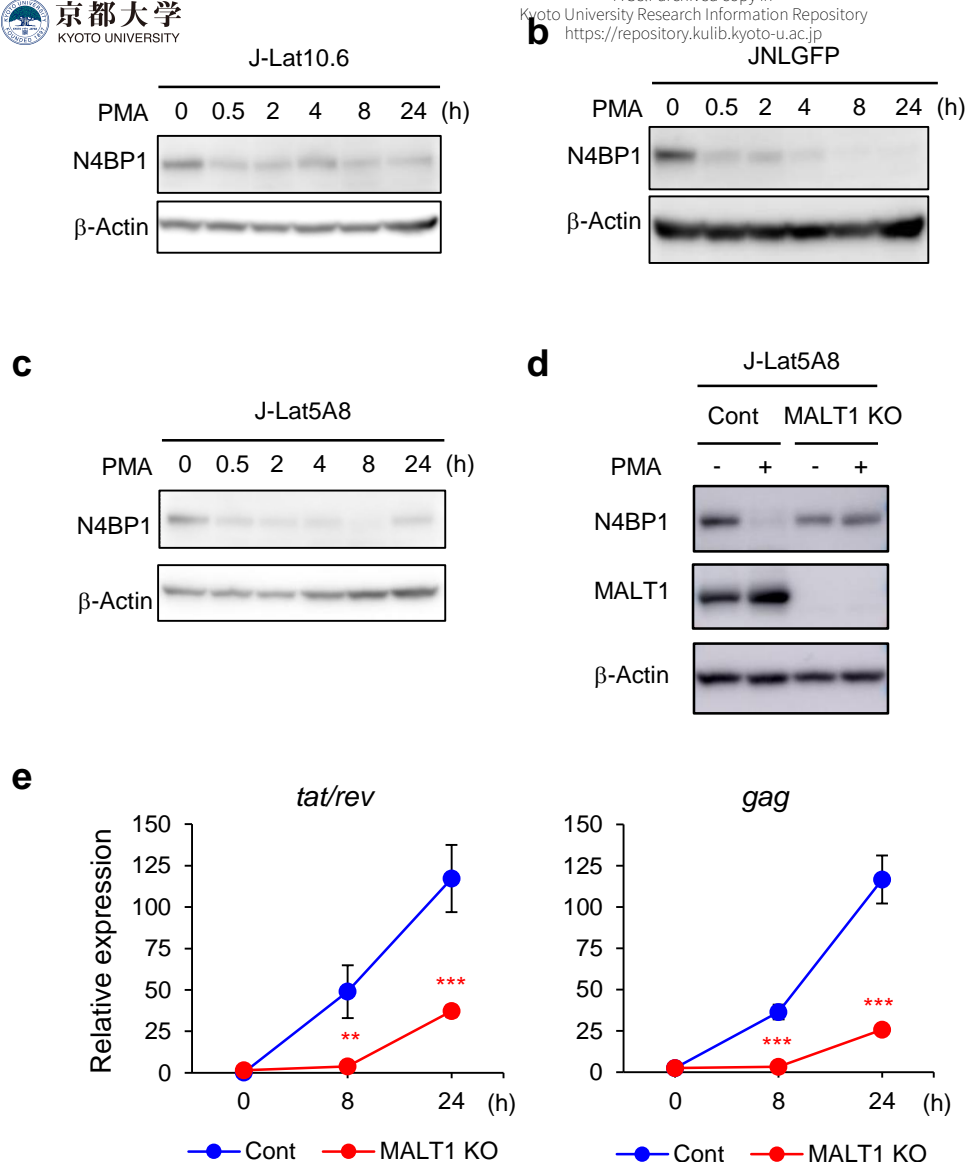 京都大学
KYOTO UNIVERSITY
Kyoto University Research Information Repository
https://repository.kulib.kyoto-u.ac.jp
b
J-Lat10.6
PMA 0 0.5 2 4 8 24 (h)
N4BP1
β-Actin
JNLGFP
PMA 0 0.5 2 4 8 24 (h)
N4BP1
β-Actin
c
J-Lat5A8
PMA 0 0.5 2 4 8 24 (h)
N4BP1
β-Actin
d
J-Lat5A8
Cont MALT1 KO
PMA - + - +
N4BP1
MALT1
β-Actin
e
tat/rev
Relative expression
150
125
100
75
50
25
0
***
**
0 8 24 (h)
Cont MALT1 KO
gag
150
125
100
75
50
25
0
***
***
0 8 24 (h)
Cont MALT1 KO